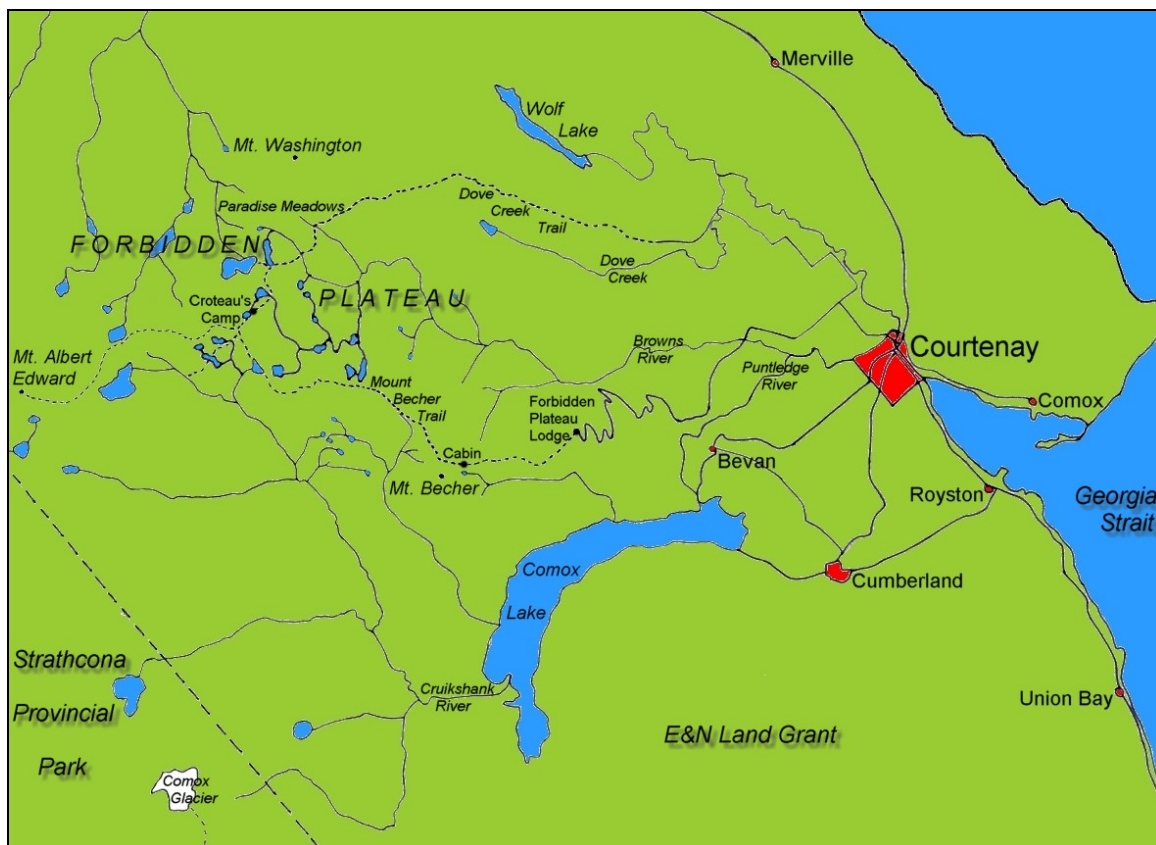 Merville
Wolf
Lake
Mt. Washington
Paradise Meadows
Dove
Creek
Trail
FORBIDDEN
Dove
Creek
PLATEAU
Croteau's
Camp
Browns
River
Courtenay
Mt. Albert
Edward
Puntledge
River
Mount
Becher
Trail
Forbidden
Plateau
Lodge
Comox
Cabin
Bevan
Mt. Becher
Royston
Georgia
Strait
Comox
Lake
Cumberland
Strathcona
Provincial
Park
Cruikshank
River
Union Bay
E&N Land Grant
Comox
Glacier